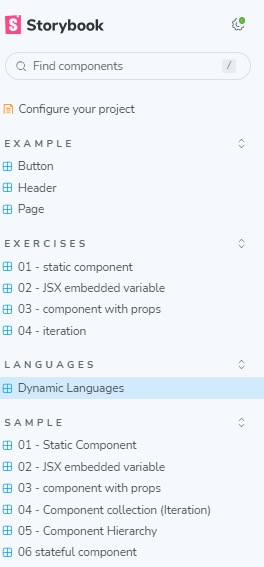 Storybook
Find components /
Configure your project
EXAMPLE
Button
Header
Page
EXERCISES
01 - static component
02 - JSX embedded variable
03 - component with props
04 - iteration
LANGUAGES
Dynamic Languages
SAMPLE
01 - Static Component
02 - JSX embedded variable
03 - component with props
04 - Component collection (Iteration)
05 - Component Hierarchy
06 stateful component